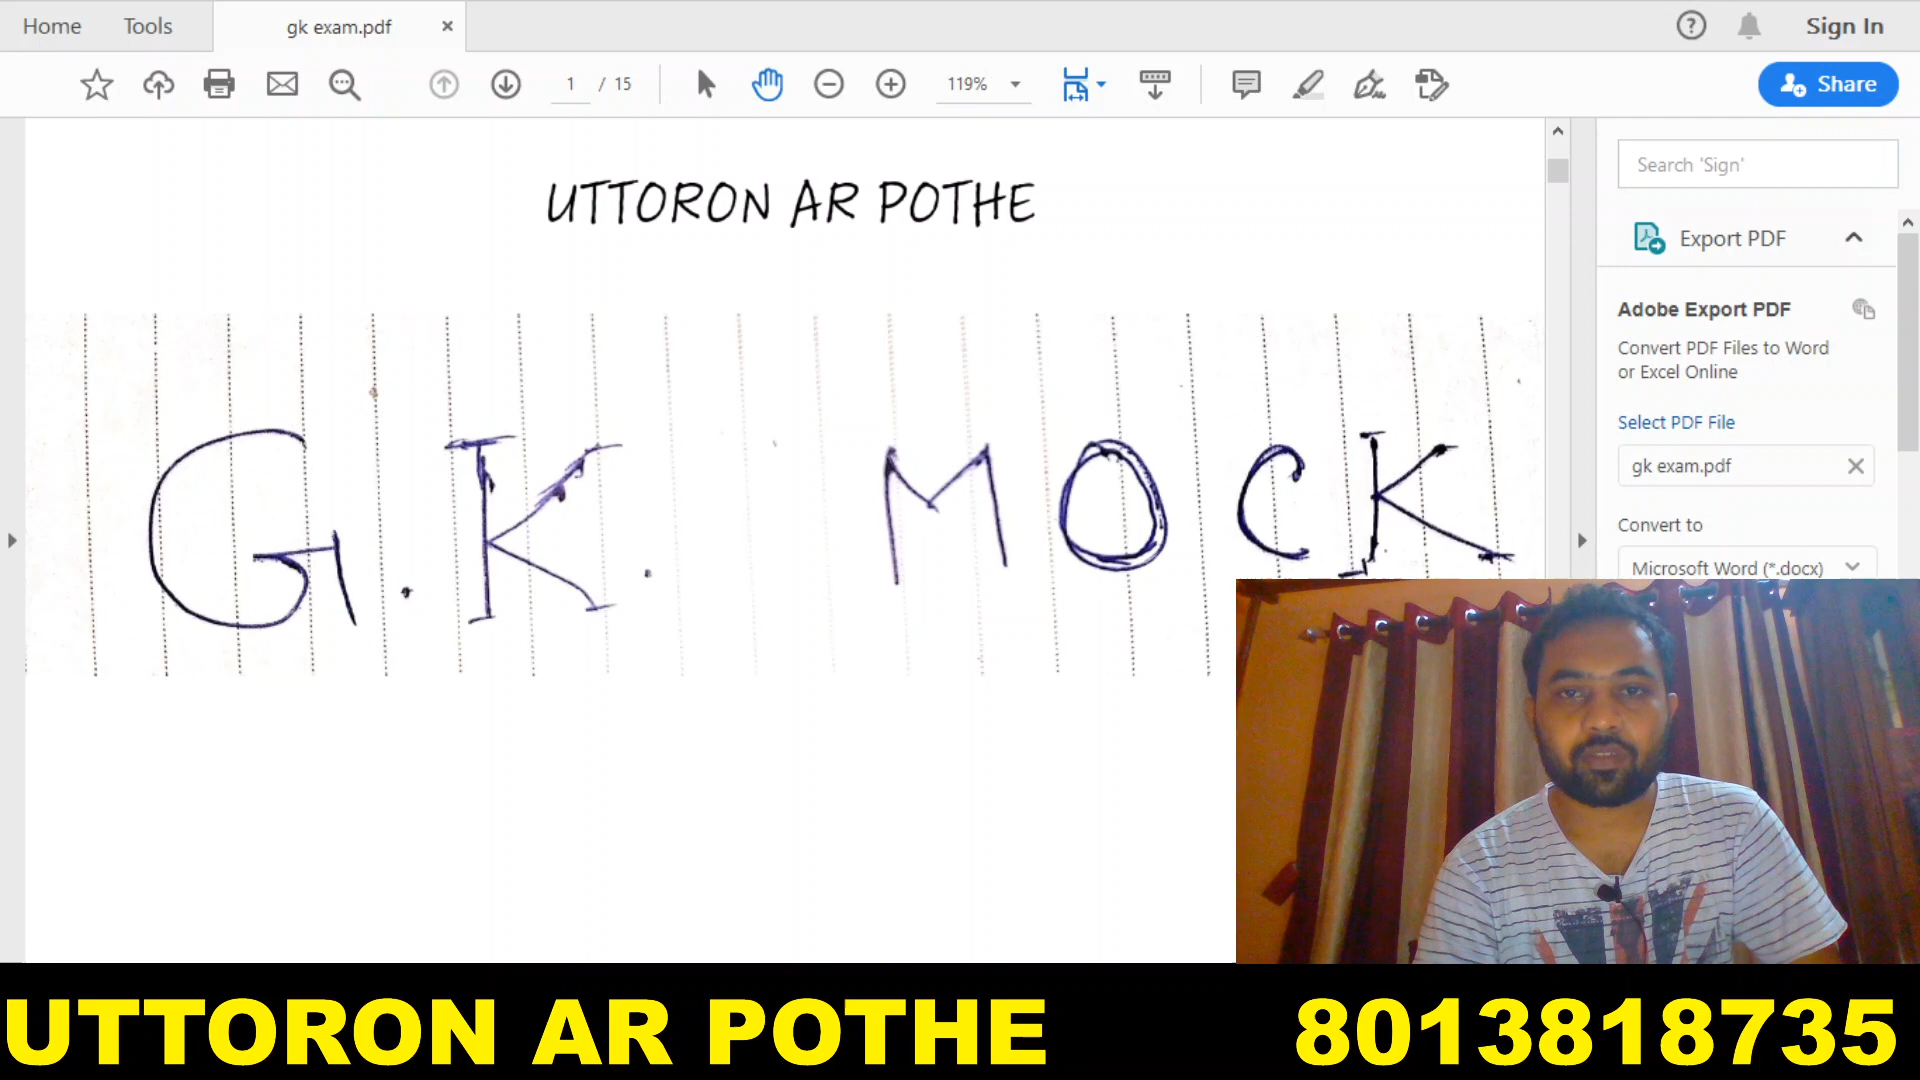 Home Tools gk exam.pdf × Sign In
1 / 15 119% Share
UTTORON AR POTHE
G.K. MOCK
Search 'Sign'
Export PDF
Adobe Export PDF
Convert PDF Files to Word
or Excel Online
Select PDF File
gk exam.pdf
Convert to
Microsoft Word (*.docx)
UTTORON AR POTHE 8013818735